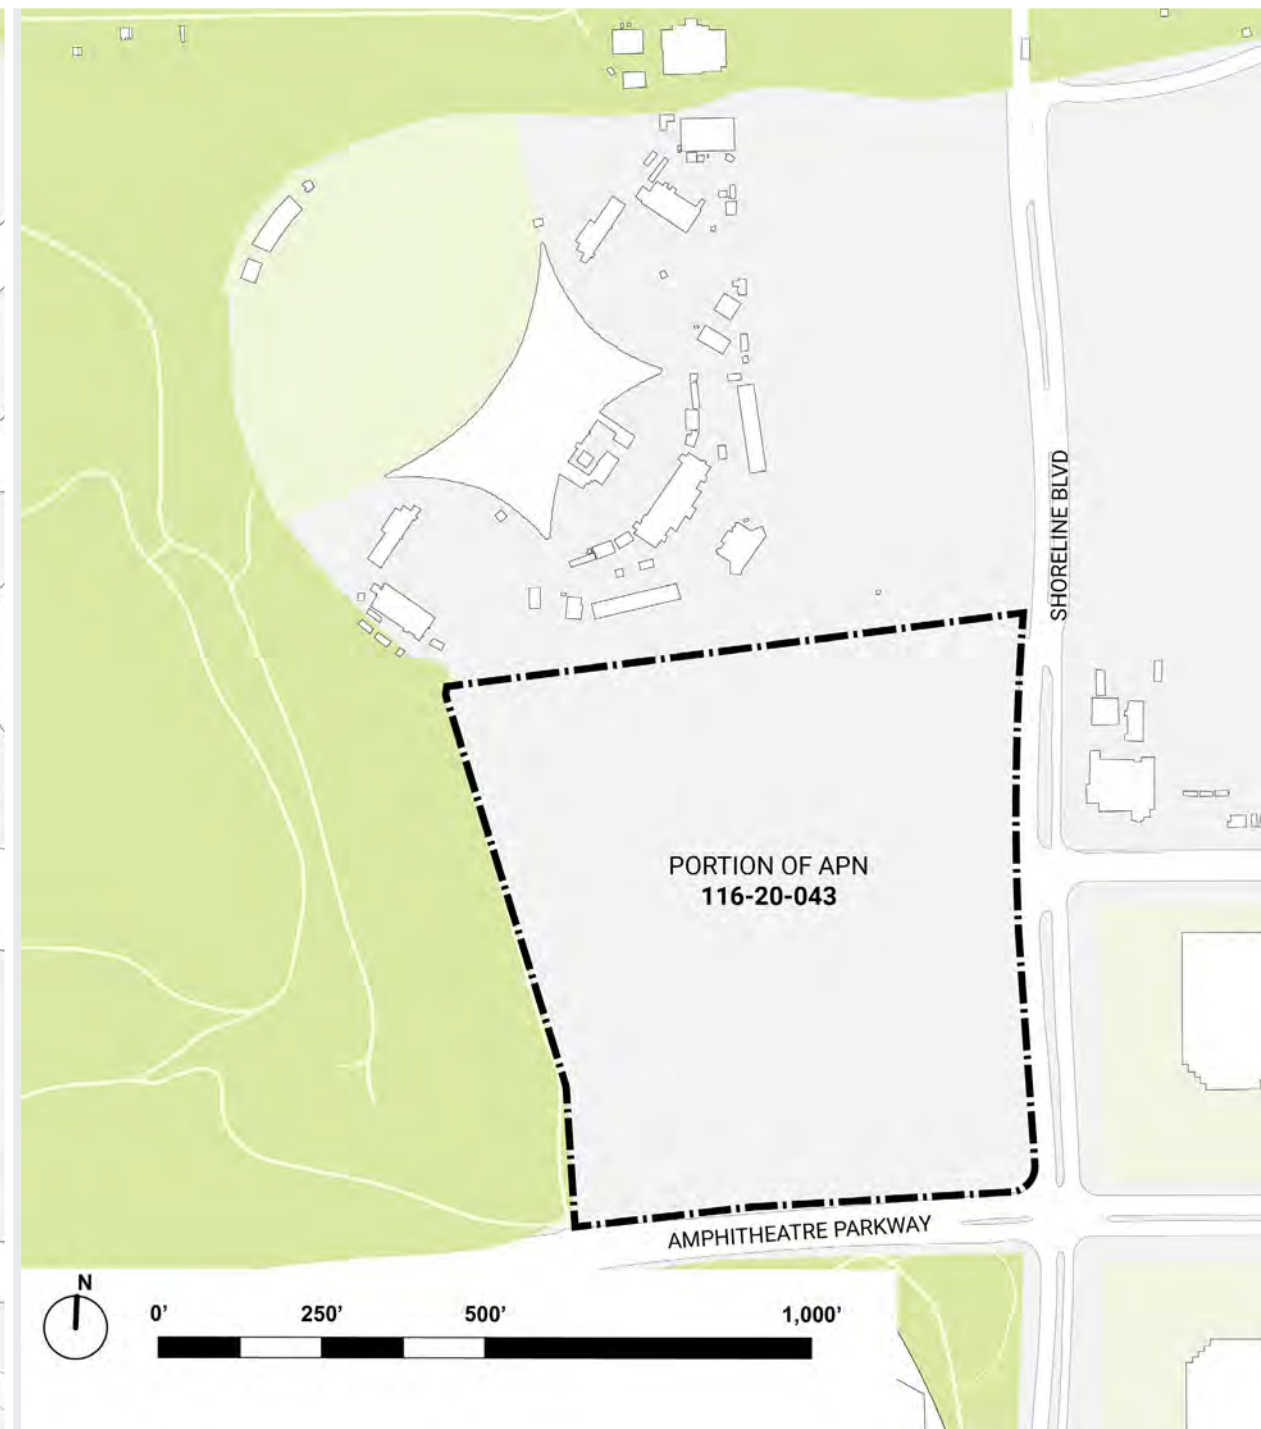 SHORELINE BLVD
PORTION OF APN
116-20-043
AMPHITHEATRE PARKWAY
N
0' 250' 500' 1,000'